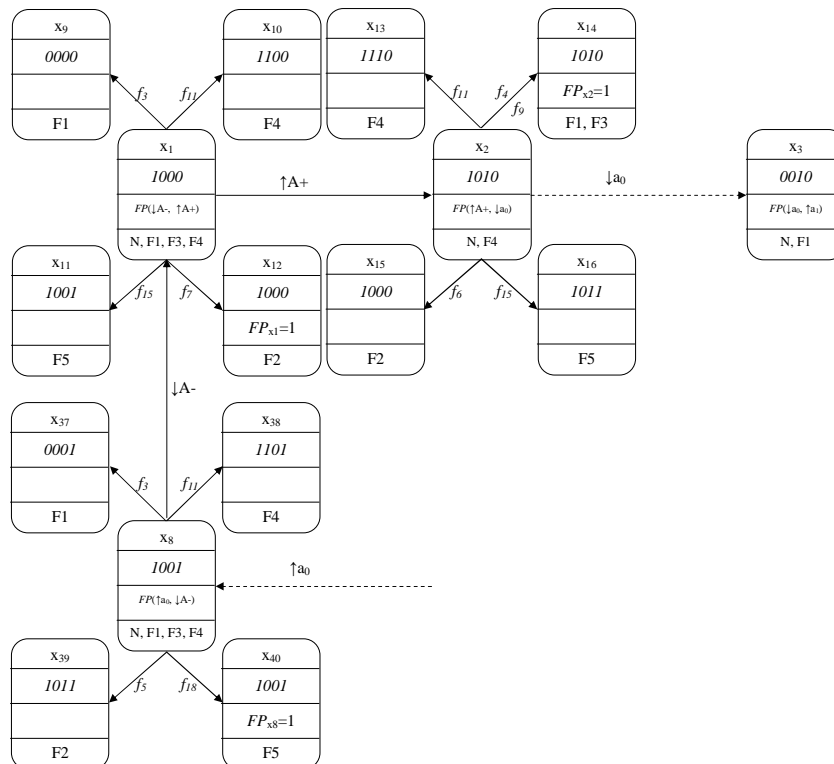 x9
0000
F1
x10
1100
F4
x13
1110
F4
x14
1010
FPx2=1
F1, F3
f3
f11
f11
f4
f9
x1
1000
FP(↓A-, ↑A+)
N, F1, F3, F4
↑A+
x2
1010
FP(↑A+, ↓a0)
N, F4
↓a0
x3
0010
FP(↓a0, ↑a1)
N, F1
f15
f7
f6
f15
x11
1001
F5
x12
1000
FPx1=1
F2
x15
1000
F2
x16
1011
F5
↓A-
x37
0001
F1
x38
1101
F4
f3
f11
x8
1001
FP(↑a0, ↓A-)
N, F1, F3, F4
↑a0
f5
f18
x39
1011
F2
x40
1001
FPx8=1
F5